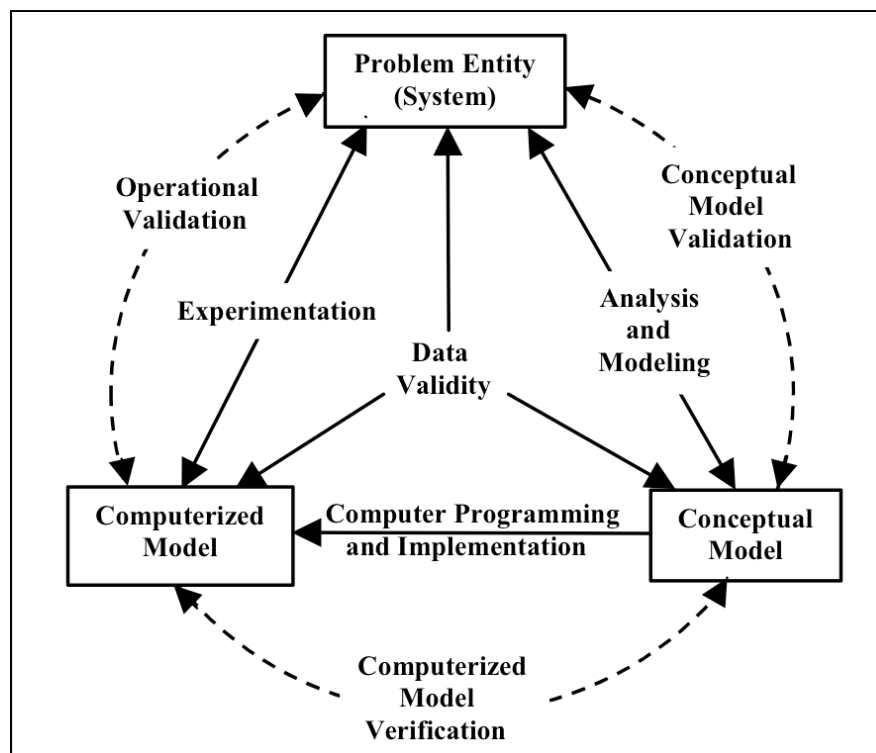 Problem Entity
(System)
Operational
Validation
Conceptual
Model
Validation
Experimentation
Analysis
and
Modeling
Data
Validity
Computerized
Model
Computer Programming
and Implementation
Conceptual
Model
Computerized
Model
Verification